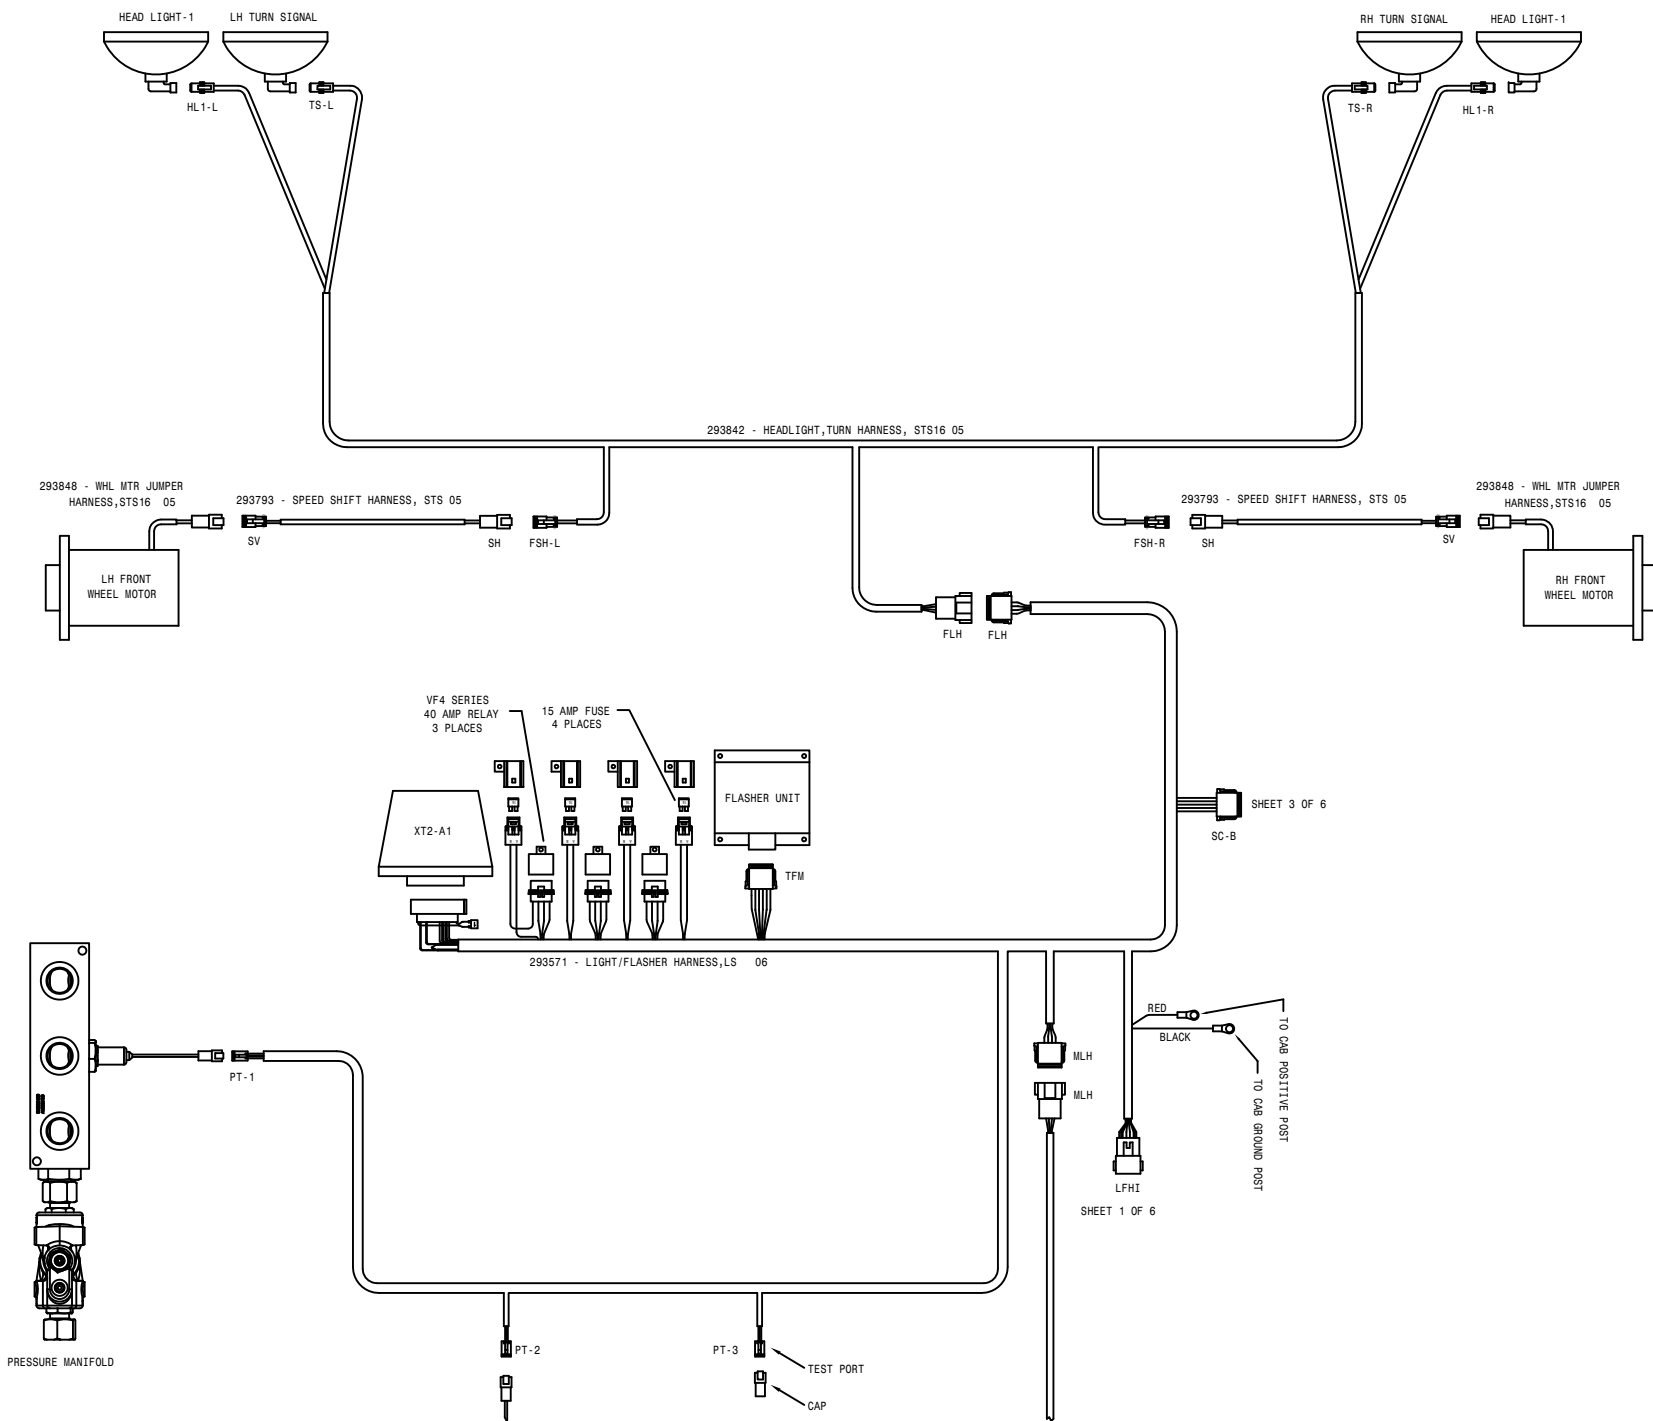 HEAD LIGHT-1
LH TURN SIGNAL
RH TURN SIGNAL
HEAD LIGHT-1
HL1-L
TS-L
TS-R
HL1-R
293842 - HEADLIGHT,TURN HARNESS, STS16 05
293848 - WHL MTR JUMPER
HARNESS,STS16 05
293793 - SPEED SHIFT HARNESS, STS 05
293793 - SPEED SHIFT HARNESS, STS 05
293848 - WHL MTR JUMPER
HARNESS,STS16 05
SV
SH
FSH-L
FSH-R
SH
SV
LH FRONT
WHEEL MOTOR
RH FRONT
WHEEL MOTOR
FLH
FLH
VF4 SERIES
40 AMP RELAY
3 PLACES
15 AMP FUSE
4 PLACES
FLASHER UNIT
XT2-A1
SHEET 3 OF 6
SC-B
TFM
293571 - LIGHT/FLASHER HARNESS,LS 06
RED
BLACK
TO CAB POSITIVE POST
TO CAB GROUND POST
PT-1
MLH
MLH
LFHI
SHEET 1 OF 6
PT-2
PT-3
TEST PORT
CAP
PRESSURE MANIFOLD